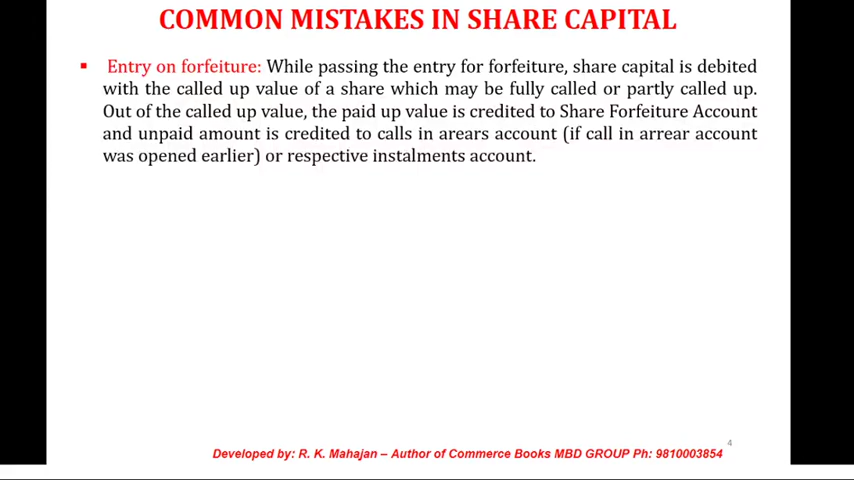 COMMON MISTAKES IN SHARE CAPITAL
▪ Entry on forfeiture: While passing the entry for forfeiture, share capital is debited
with the called up value of a share which may be fully called or partly called up.
Out of the called up value, the paid up value is credited to Share Forfeiture Account
and unpaid amount is credited to calls in arears account (if call in arrear account
was opened earlier) or respective instalments account.
4
Developed by: R. K. Mahajan – Author of Commerce Books MBD GROUP Ph: 9810003854